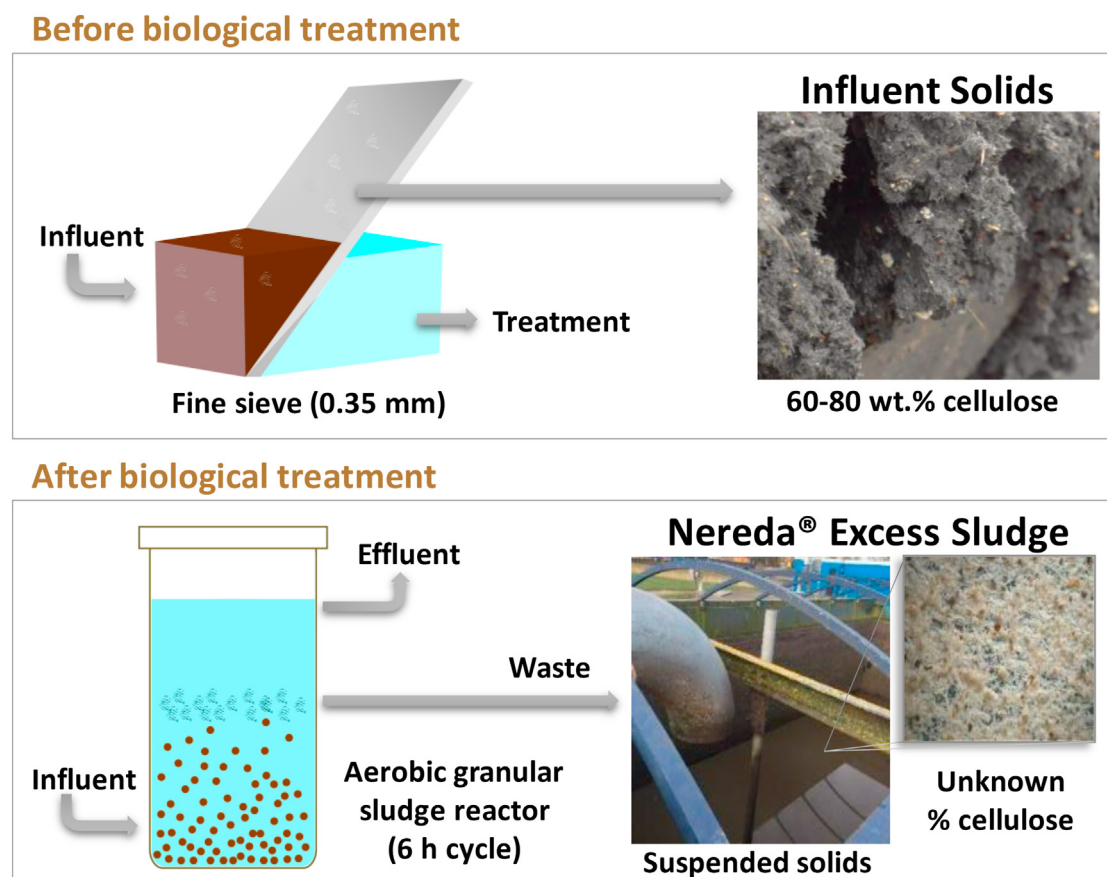 Before biological treatment
Influent Solids
Influent
Treatment
Fine sieve (0.35 mm)
60-80 wt.% cellulose
After biological treatment
Nereda® Excess Sludge
Effluent
Waste
Influent
Aerobic granular
sludge reactor
(6 h cycle)
Unknown
% cellulose
Suspended solids